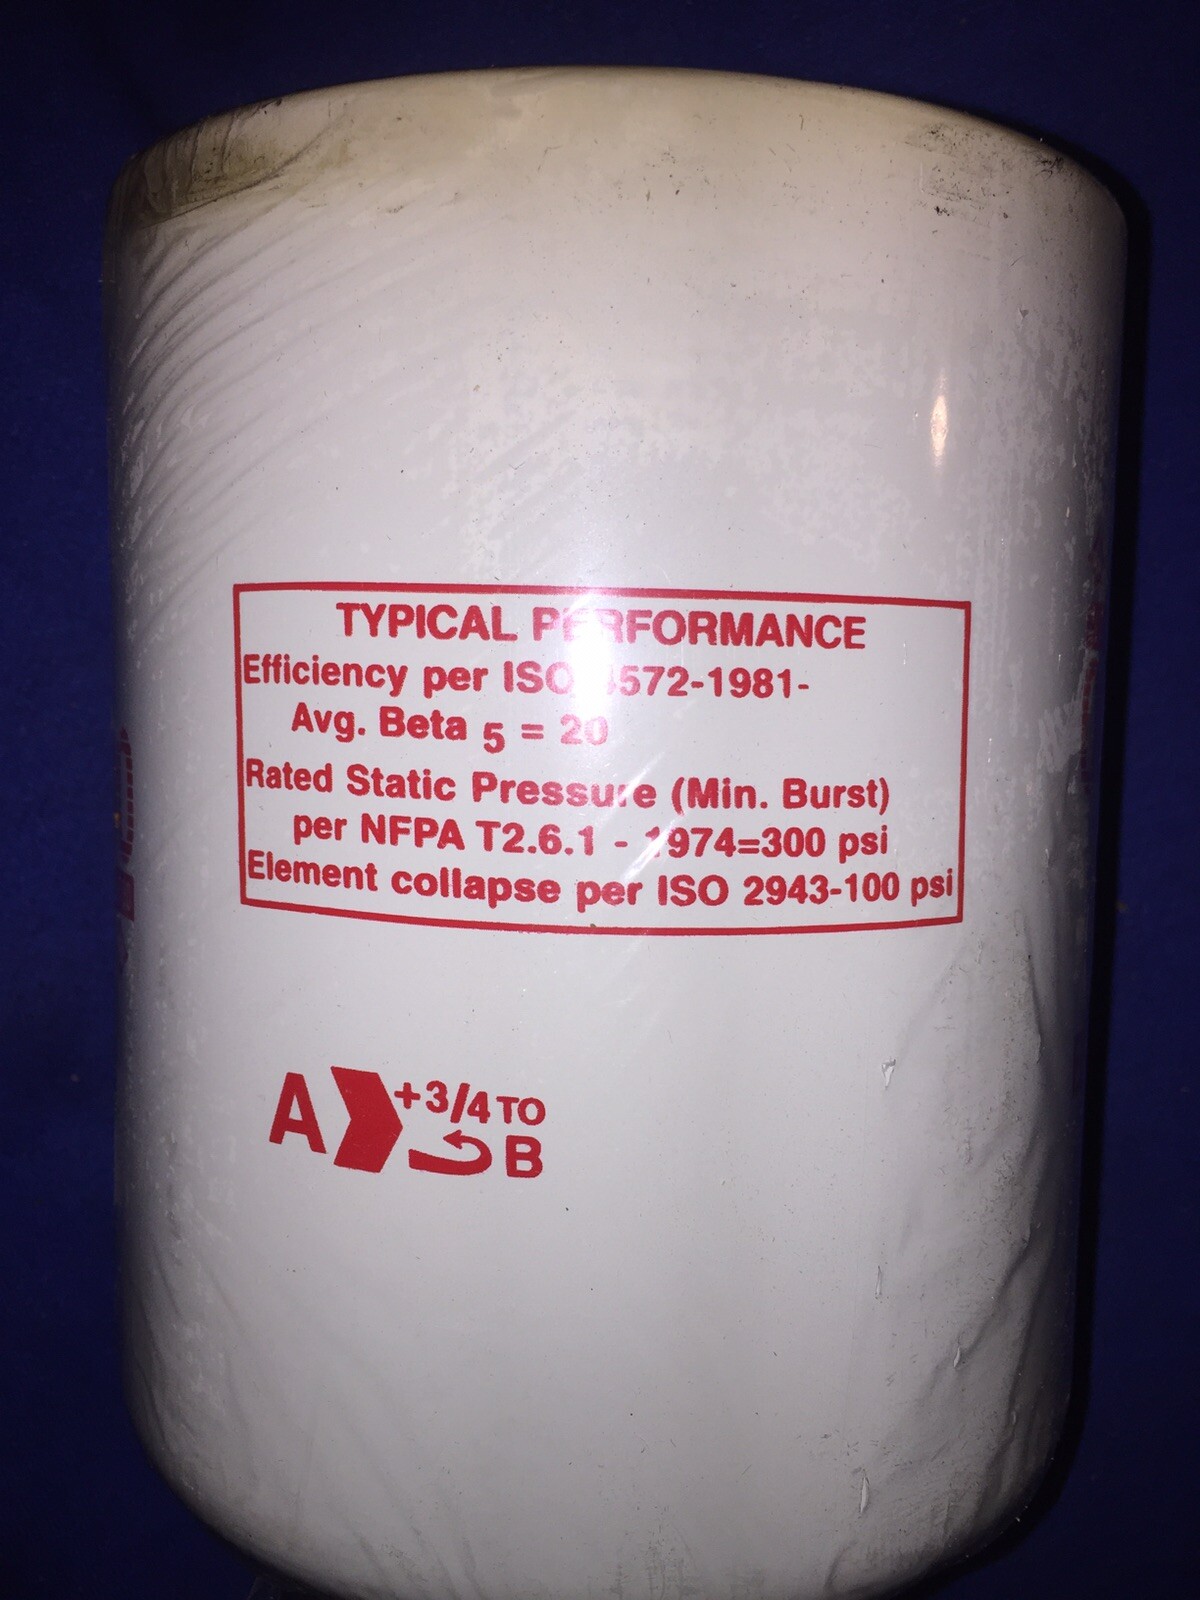 TYPICAL PERFORMANCE
Efficiency per ISO 4572-1981-
Avg. Beta 5 = 20
Rated Static Pressure (Min. Burst)
per NFPA T2.6.1 - 1974=300 psi
Element collapse per ISO 2943-100 psi
A +3/4 TO
B